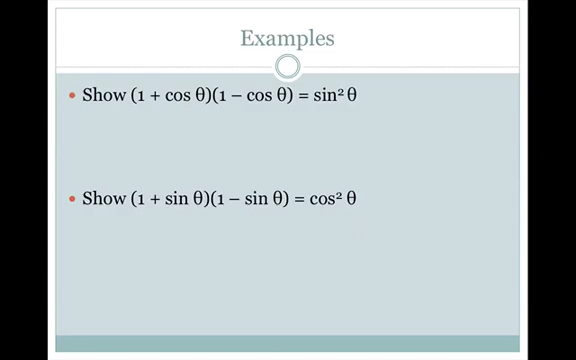 Examples
• Show (1 + cos θ)(1 – cos θ) = sin² θ
• Show (1 + sin θ)(1 – sin θ) = cos² θ